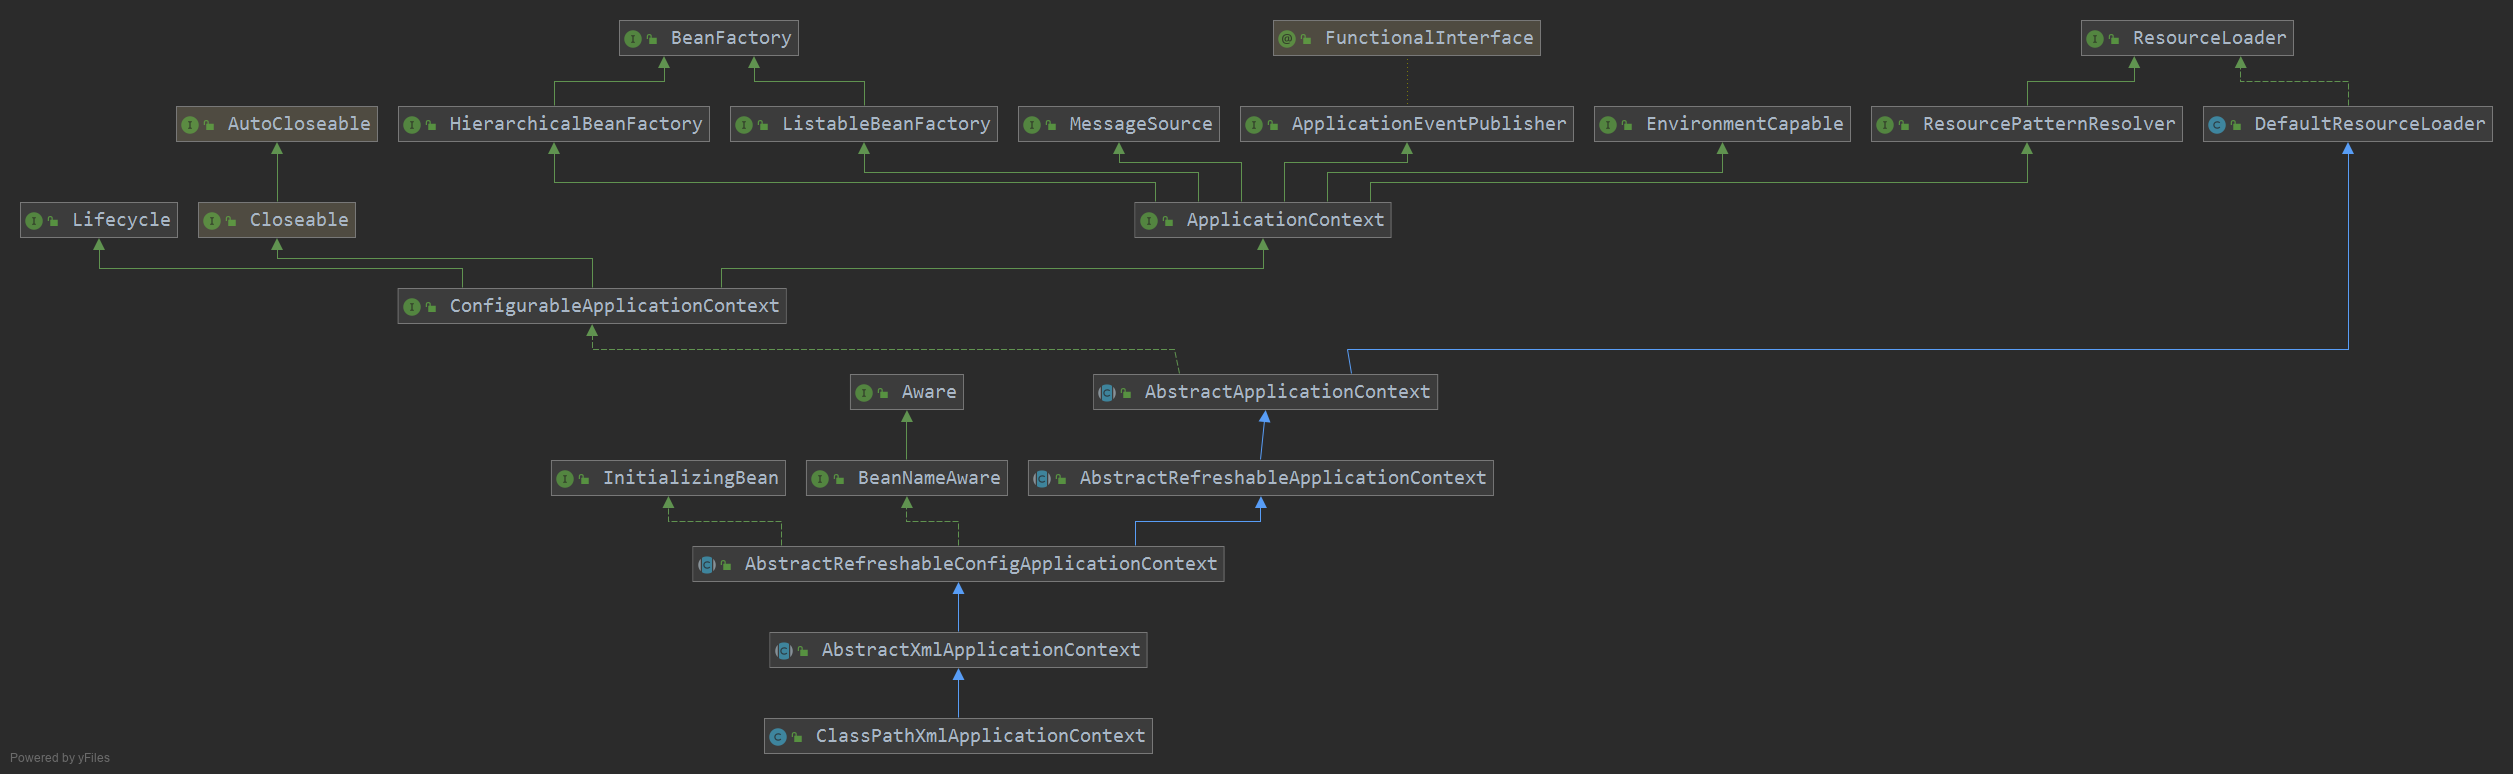 BeanFactory
FunctionalInterface
ResourceLoader
AutoCloseable
HierarchicalBeanFactory
ListableBeanFactory
MessageSource
ApplicationEventPublisher
EnvironmentCapable
ResourcePatternResolver
DefaultResourceLoader
Lifecycle
Closeable
ApplicationContext
ConfigurableApplicationContext
Aware
AbstractApplicationContext
InitializingBean
BeanNameAware
AbstractRefreshableApplicationContext
AbstractRefreshableConfigApplicationContext
AbstractXmlApplicationContext
ClassPathXmlApplicationContext
Powered by yFiles